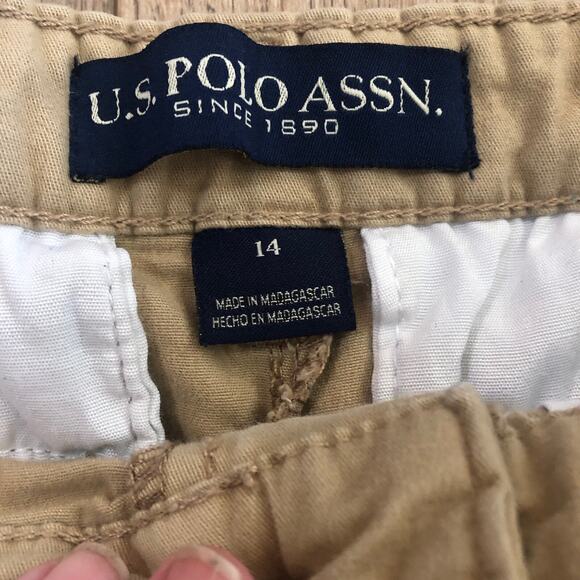 U.S. POLO ASSN.
SINCE 1890
14
MADE IN MADAGASCAR
HECHO EN MADAGASCAR